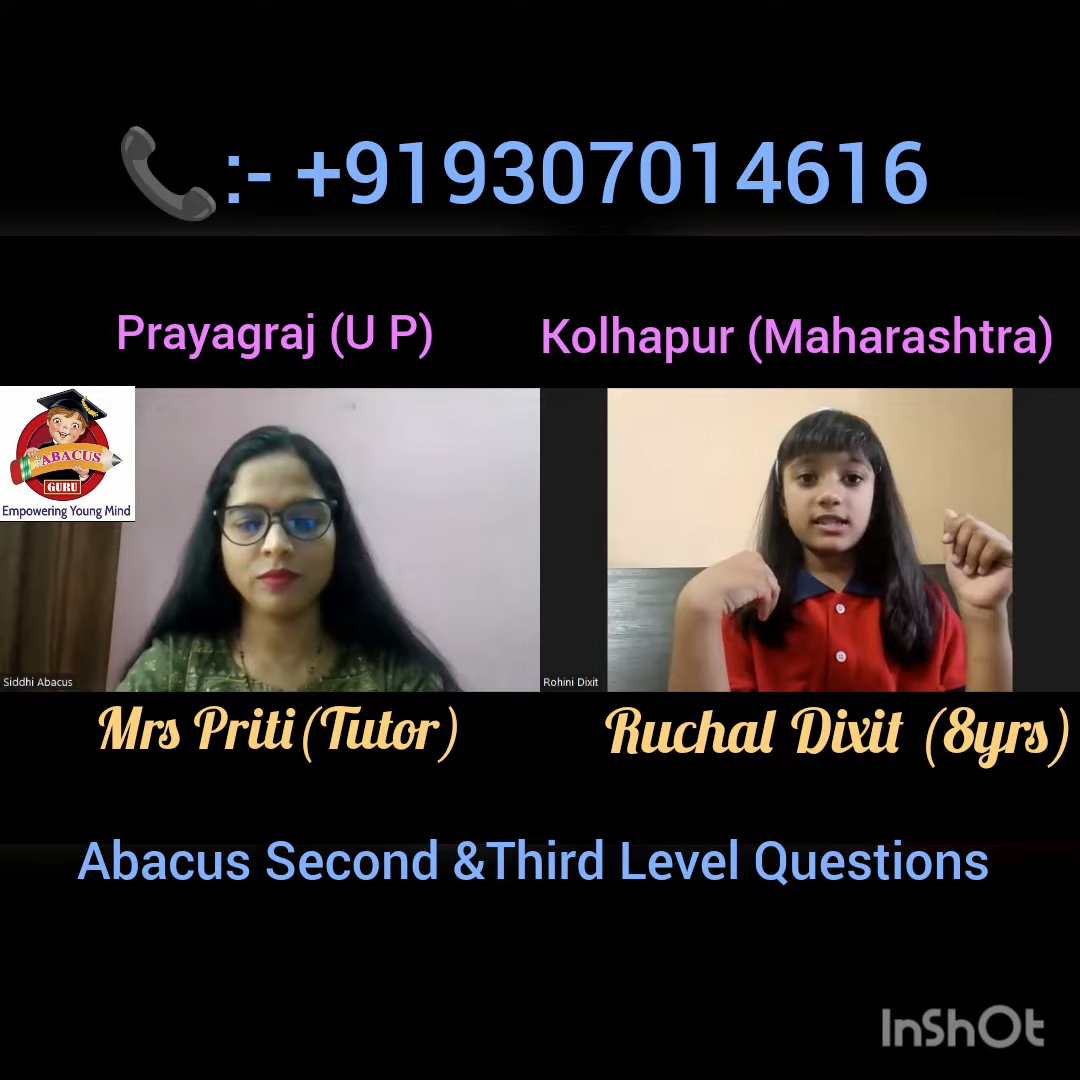 📞:- +919307014616
Prayagraj (U P)
Kolhapur (Maharashtra)
ABACUS
GURU
Empowering Young Mind
Siddhi Abacus
Rohini Dixit
Mrs Priti (Tutor)
Ruchal Dixit (8yrs)
Abacus Second &Third Level Questions
InShOt